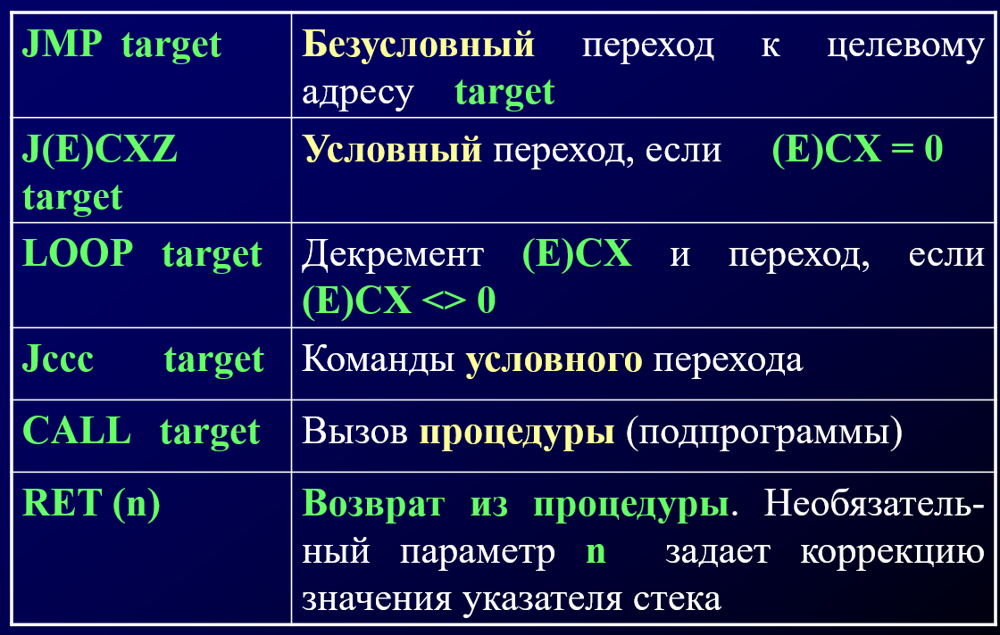 JMP target
Безусловный переход к целевому
адресу target
J(E)CXZ
target
Условный переход, если (E)CX = 0
LOOP target
Декремент (E)CX и переход, если
(E)CX <> 0
Jccc target
Команды условного перехода
CALL target
Вызов процедуры (подпрограммы)
RET (n)
Возврат из процедуры. Необязатель-
ный параметр n задает коррекцию
значения указателя стека